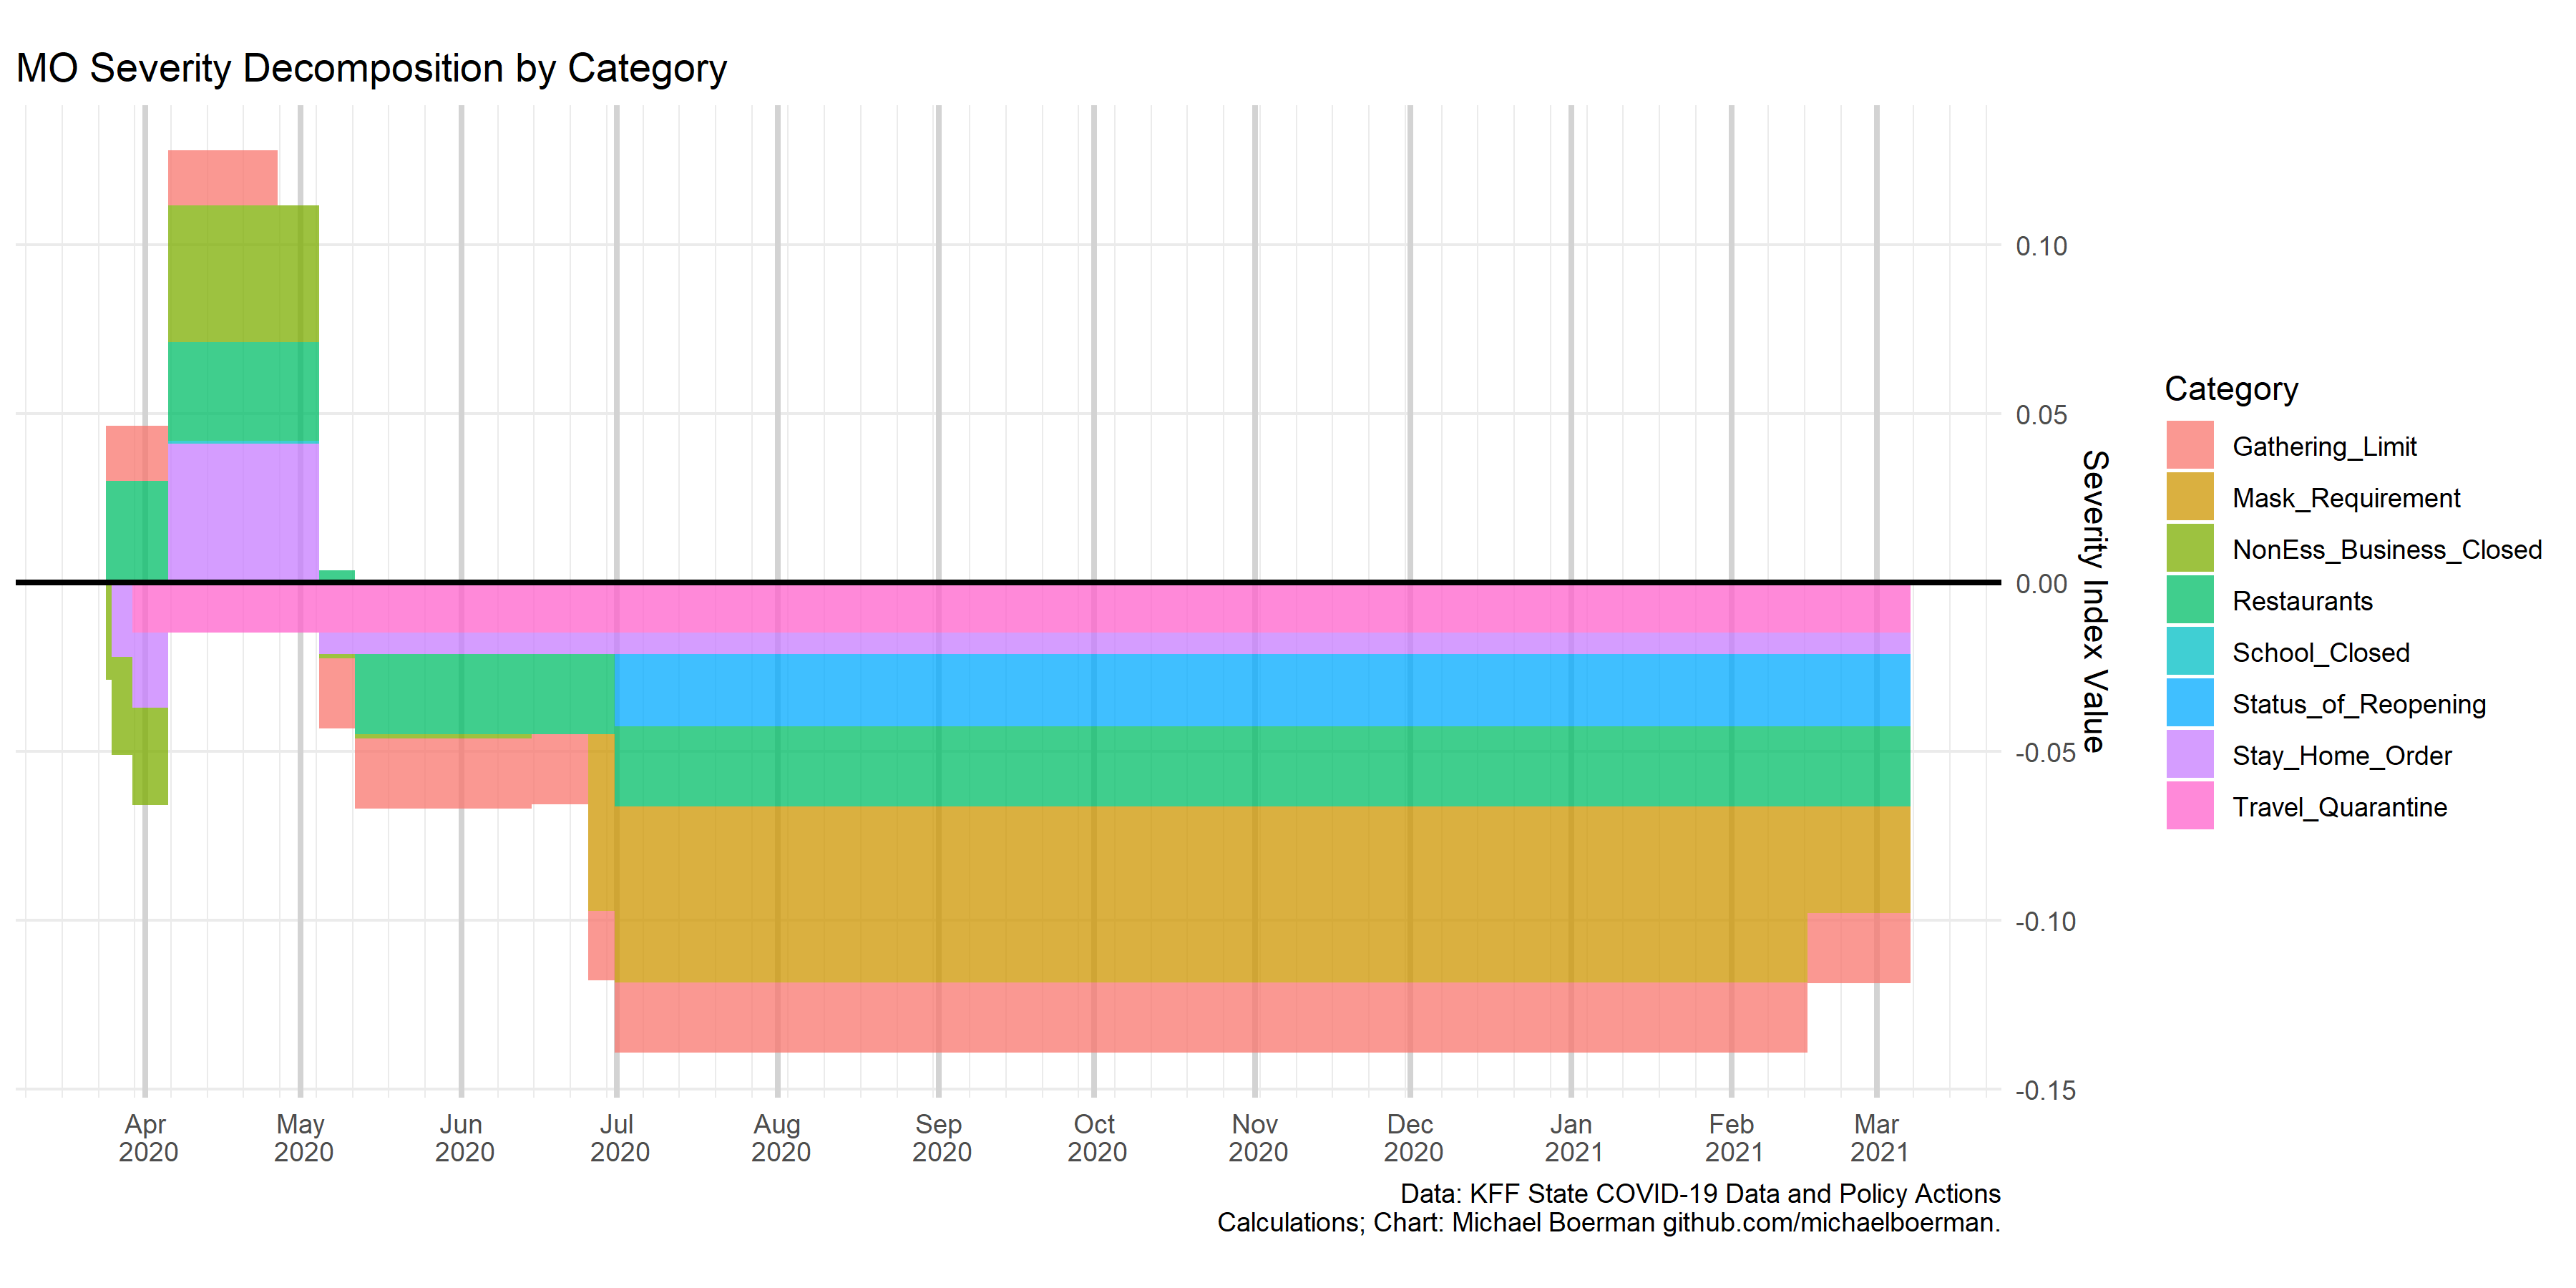 MO Severity Decomposition by Category
0.10
0.05
0.00
-0.05
-0.10
-0.15
Severity Index Value
Apr
2020
May
2020
Jun
2020
Jul
2020
Aug
2020
Sep
2020
Oct
2020
Nov
2020
Dec
2020
Jan
2021
Feb
2021
Mar
2021
Category
Gathering_Limit
Mask_Requirement
NonEss_Business_Closed
Restaurants
School_Closed
Status_of_Reopening
Stay_Home_Order
Travel_Quarantine
Data: KFF State COVID-19 Data and Policy Actions
Calculations; Chart: Michael Boerman github.com/michaelboerman.